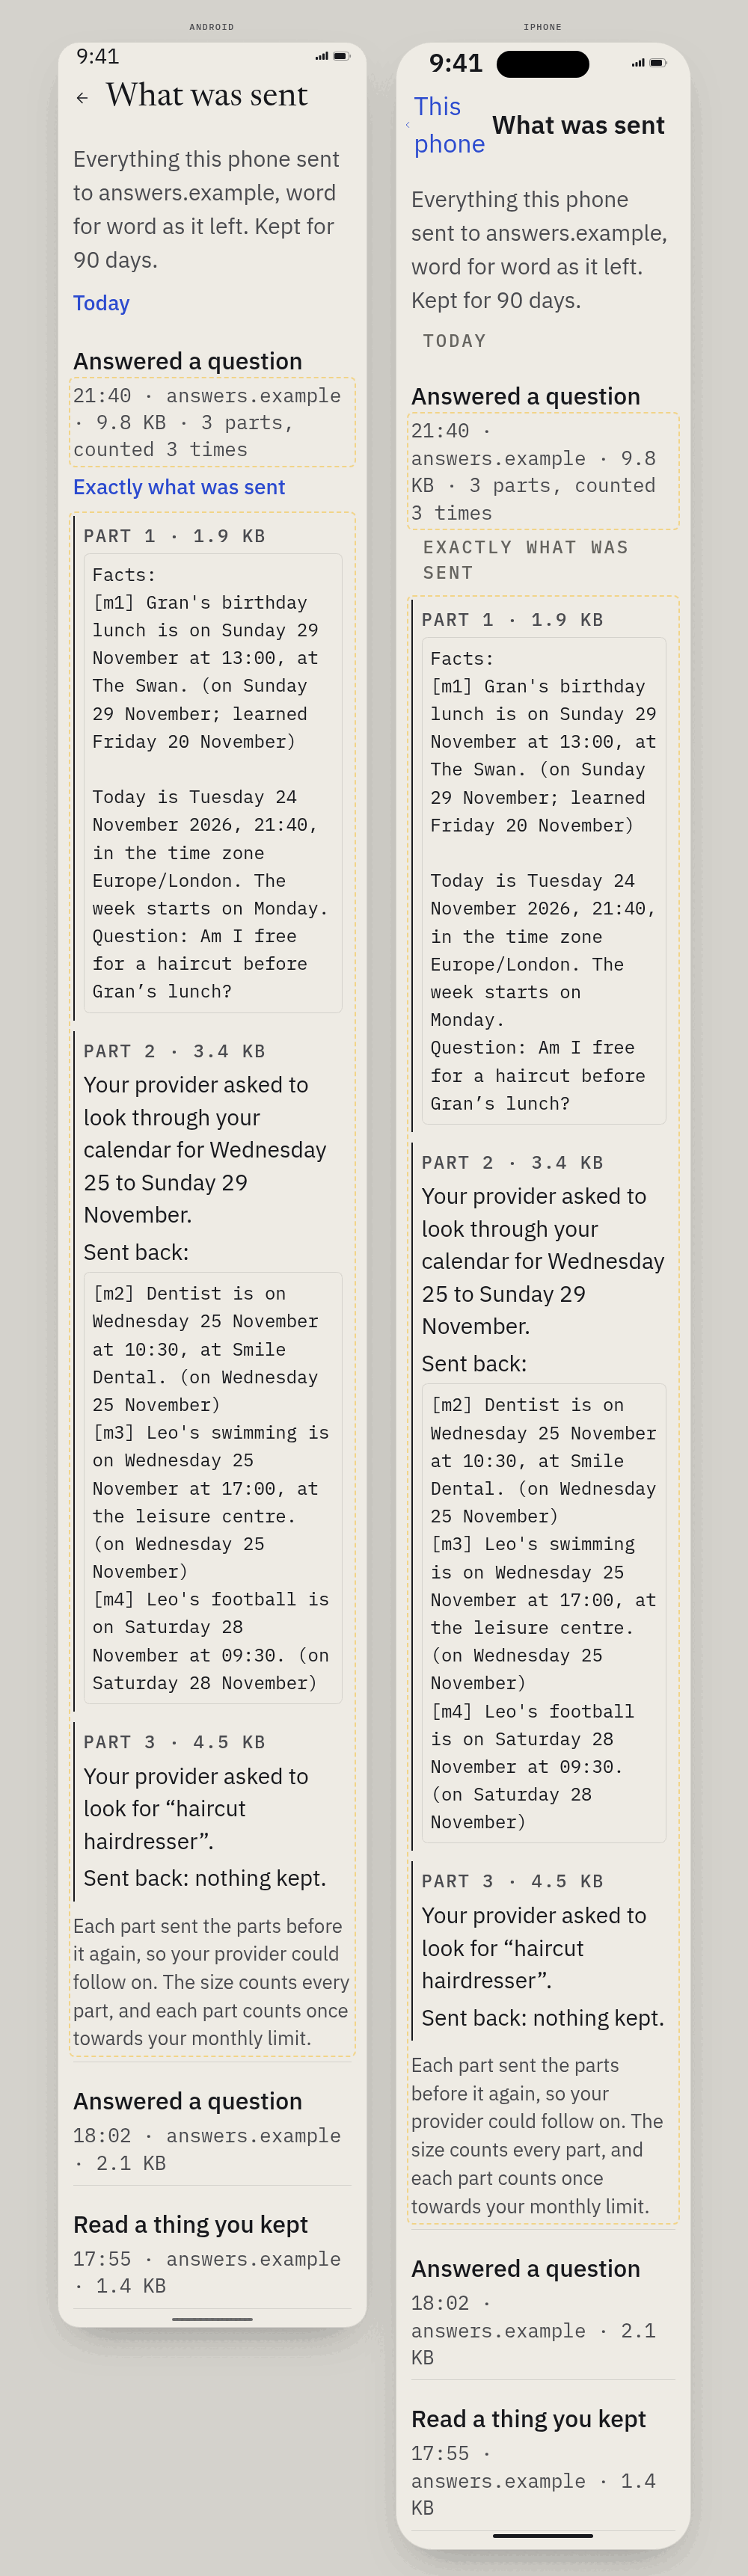 ANDROID
9:41
What was sent
Everything this phone sent
to answers.example, word
for word as it left. Kept for
90 days.
Today
Answered a question
21:40 · answers.example
· 9.8 KB · 3 parts,
counted 3 times
Exactly what was sent
PART 1 · 1.9 KB
Facts:
[m1] Gran's birthday
lunch is on Sunday 29
November at 13:00, at
The Swan. (on Sunday
29 November; learned
Friday 20 November)
Today is Tuesday 24
November 2026, 21:40,
in the time zone
Europe/London. The
week starts on Monday.
Question: Am I free
for a haircut before
Gran’s lunch?
PART 2 · 3.4 KB
Your provider asked to
look through your
calendar for Wednesday
25 to Sunday 29
November.
Sent back:
[m2] Dentist is on
Wednesday 25 November
at 10:30, at Smile
Dental. (on Wednesday
25 November)
[m3] Leo's swimming is
on Wednesday 25
November at 17:00, at
the leisure centre.
(on Wednesday 25
November)
[m4] Leo's football is
on Saturday 28
November at 09:30. (on
Saturday 28 November)
PART 3 · 4.5 KB
Your provider asked to
look for “haircut
hairdresser”.
Sent back: nothing kept.
Each part sent the parts before
it again, so your provider could
follow on. The size counts every
part, and each part counts once
towards your monthly limit.
Answered a question
18:02 · answers.example
· 2.1 KB
Read a thing you kept
17:55 · answers.example
· 1.4 KB
IPHONE
9:41
This
phone
What was sent
Everything this phone
sent to answers.example,
word for word as it left.
Kept for 90 days.
TODAY
Answered a question
21:40 ·
answers.example · 9.8
KB · 3 parts, counted
3 times
EXACTLY WHAT WAS
SENT
PART 1 · 1.9 KB
Facts:
[m1] Gran's birthday
lunch is on Sunday 29
November at 13:00, at
The Swan. (on Sunday
29 November; learned
Friday 20 November)
Today is Tuesday 24
November 2026, 21:40,
in the time zone
Europe/London. The
week starts on
Monday.
Question: Am I free
for a haircut before
Gran’s lunch?
PART 2 · 3.4 KB
Your provider asked to
look through your
calendar for Wednesday
25 to Sunday 29
November.
Sent back:
[m2] Dentist is on
Wednesday 25 November
at 10:30, at Smile
Dental. (on Wednesday
25 November)
[m3] Leo's swimming
is on Wednesday 25
November at 17:00, at
the leisure centre.
(on Wednesday 25
November)
[m4] Leo's football
is on Saturday 28
November at 09:30.
(on Saturday 28
November)
PART 3 · 4.5 KB
Your provider asked to
look for “haircut
hairdresser”.
Sent back: nothing kept.
Each part sent the parts
before it again, so your
provider could follow on. The
size counts every part, and
each part counts once
towards your monthly limit.
Answered a question
18:02 ·
answers.example · 2.1
KB
Read a thing you kept
17:55 ·
answers.example · 1.4
KB